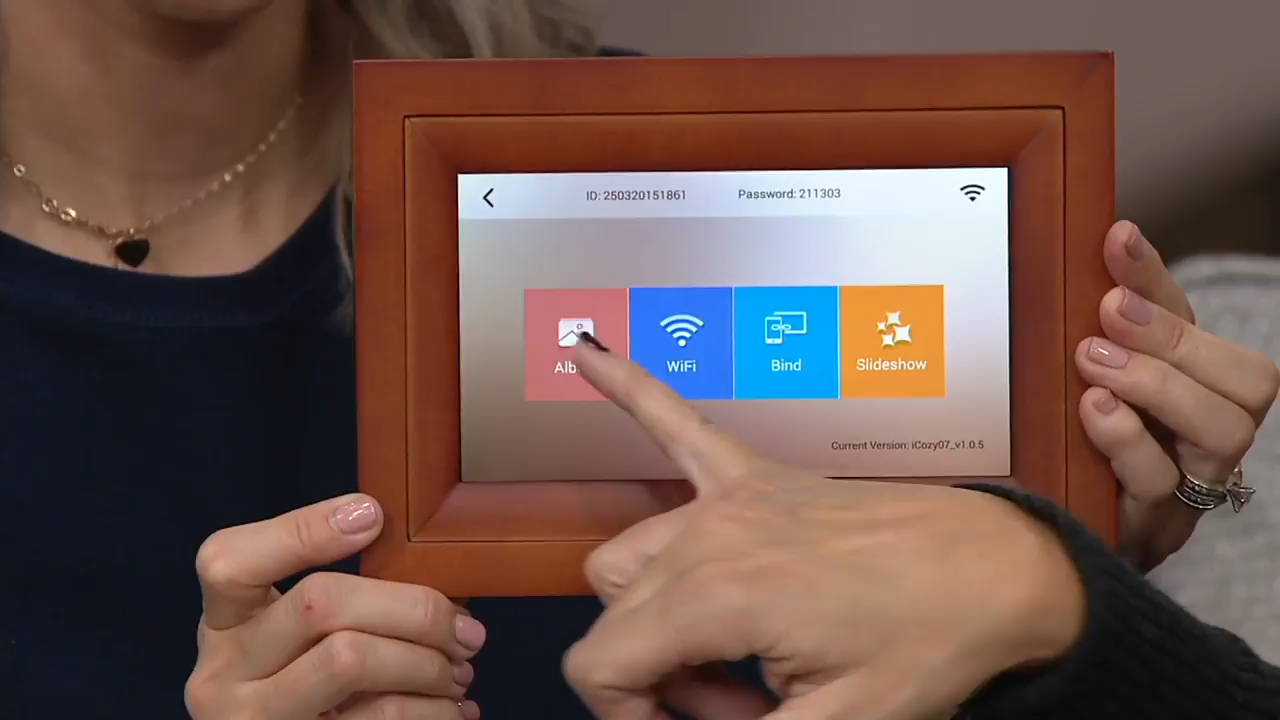 ID: 250320151861 Password: 211303
WiFi Bind Slideshow
Current Version: iCozy07_v1.0.5